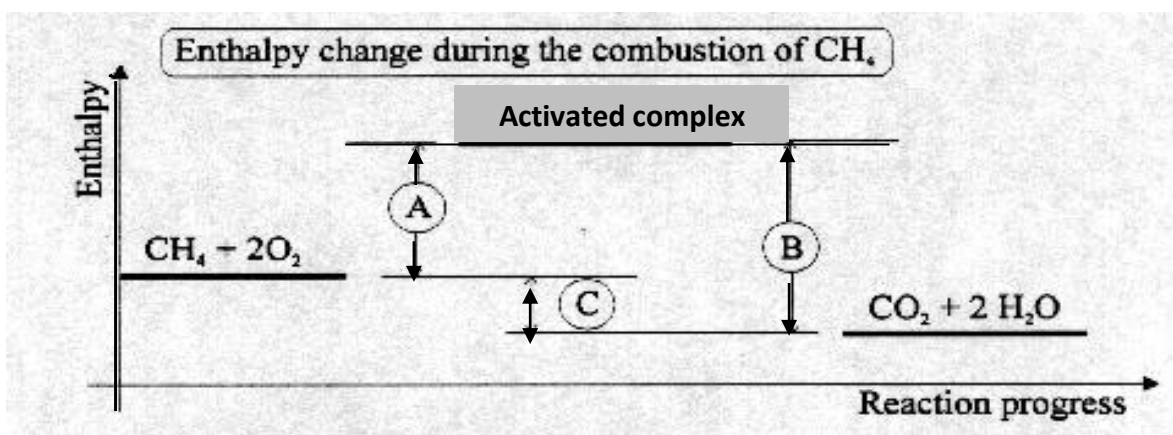 Enthalpy change during the combustion of CH₄
Enthalpy
Activated complex
A
CH₄ + 2O₂
B
C
CO₂ + 2 H₂O
Reaction progress